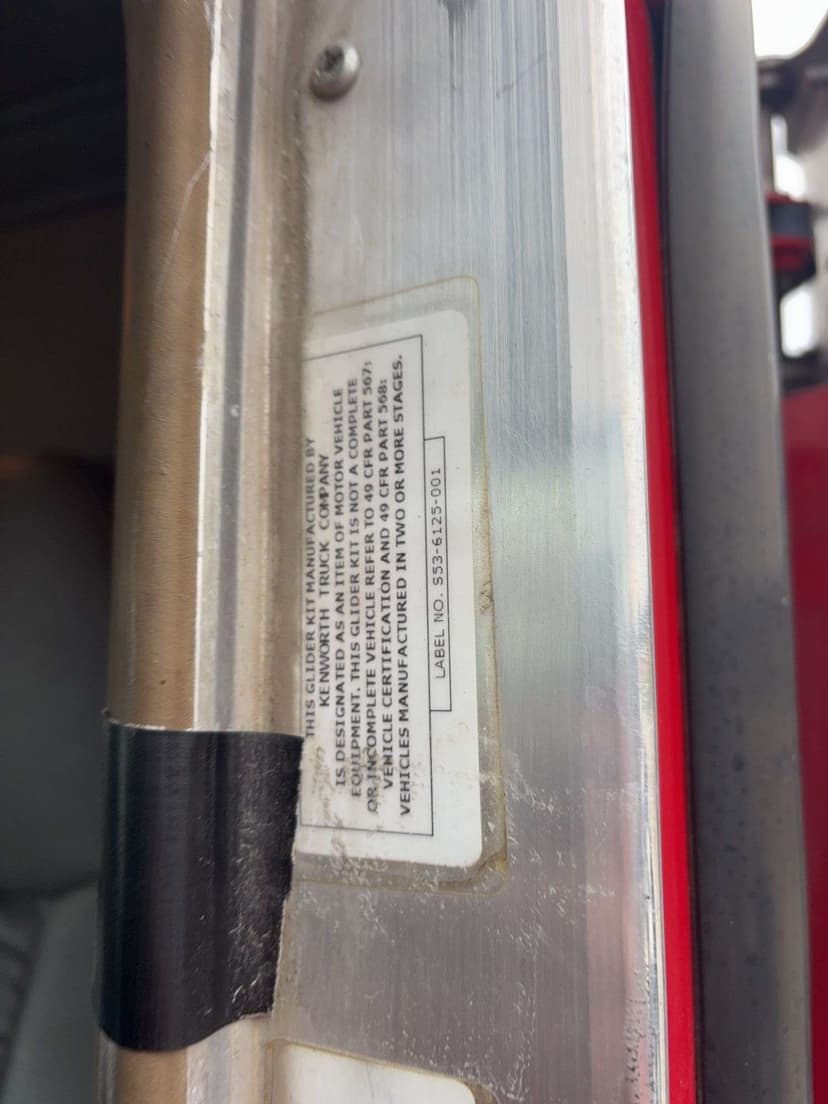 THIS GLIDER KIT MANUFACTURED BY
KENWORTH TRUCK COMPANY
IS DESIGNATED AS AN ITEM OF MOTOR VEHICLE
EQUIPMENT. THIS GLIDER KIT IS NOT A COMPLETE
OR INCOMPLETE VEHICLE REFER TO 49 CFR PART 567:
VEHICLE CERTIFICATION AND 49 CFR PART 568:
VEHICLES MANUFACTURED IN TWO OR MORE STAGES.
LABEL NO. S53-6125-001